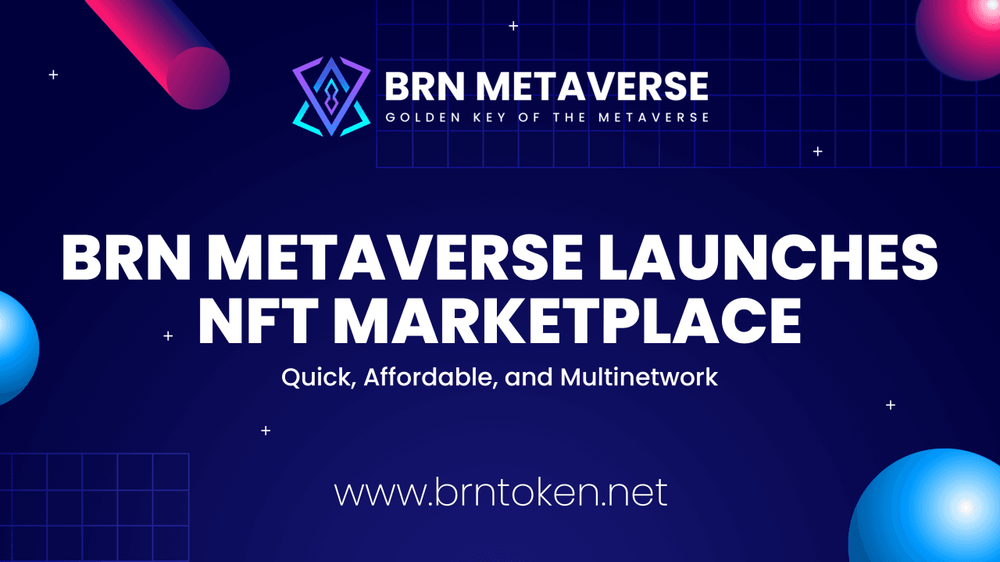 BRN METAVERSE
GOLDEN KEY OF THE METAVERSE
BRN METAVERSE LAUNCHES
NFT MARKETPLACE
Quick, Affordable, and Multinetwork
www.brntoken.net